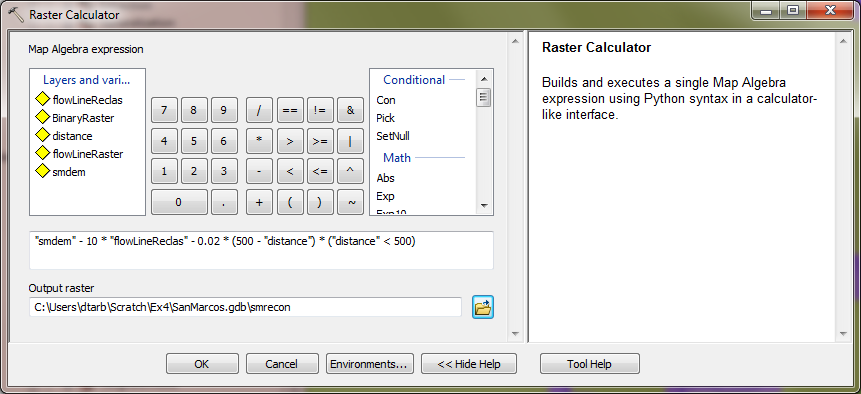 Raster Calculator
Map Algebra expression
Layers and vari...
flowLineReclas
BinaryRaster
distance
flowLineRaster
smdem
7 8 9 / == != &
4 5 6 * > >= |
1 2 3 - < <= ^
0 . + ( ) ~
Conditional
Con
Pick
SetNull
Math
Abs
Exp
Exp10
"smdem" - 10 * "flowLineReclas" - 0.02 * (500 - "distance") * ("distance" < 500)
Output raster
C:\Users\dtarb\Scratch\Ex4\SanMarcos.gdb\smrecon
OK Cancel Environments... << Hide Help Tool Help
Raster Calculator
Builds and executes a single Map Algebra
expression using Python syntax in a calculator-
like interface.